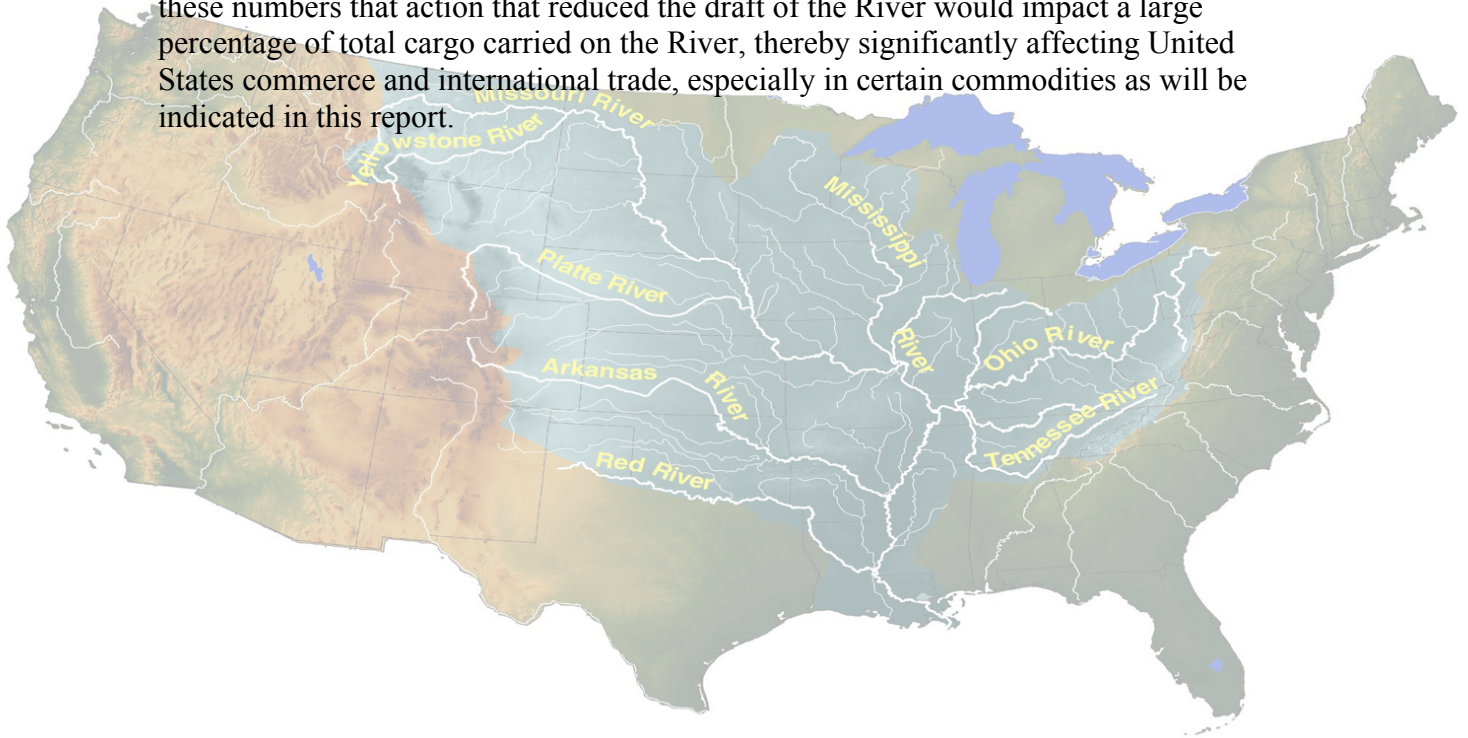 these numbers that action that reduced the draft of the River would impact a large
percentage of total cargo carried on the River, thereby significantly affecting United
States commerce and international trade, especially in certain commodities as will be
indicated in this report.
Missouri River
Yellowstone River
Mississippi
River
Platte River
Ohio River
Arkansas
River
Tennessee River
Red River